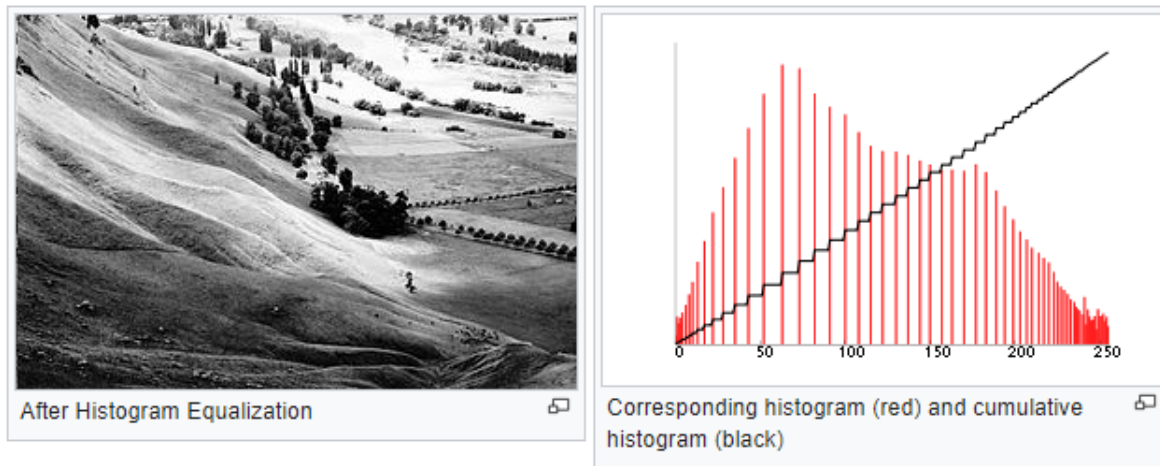 0 50 100 150 200 250
After Histogram Equalization
Corresponding histogram (red) and cumulative
histogram (black)